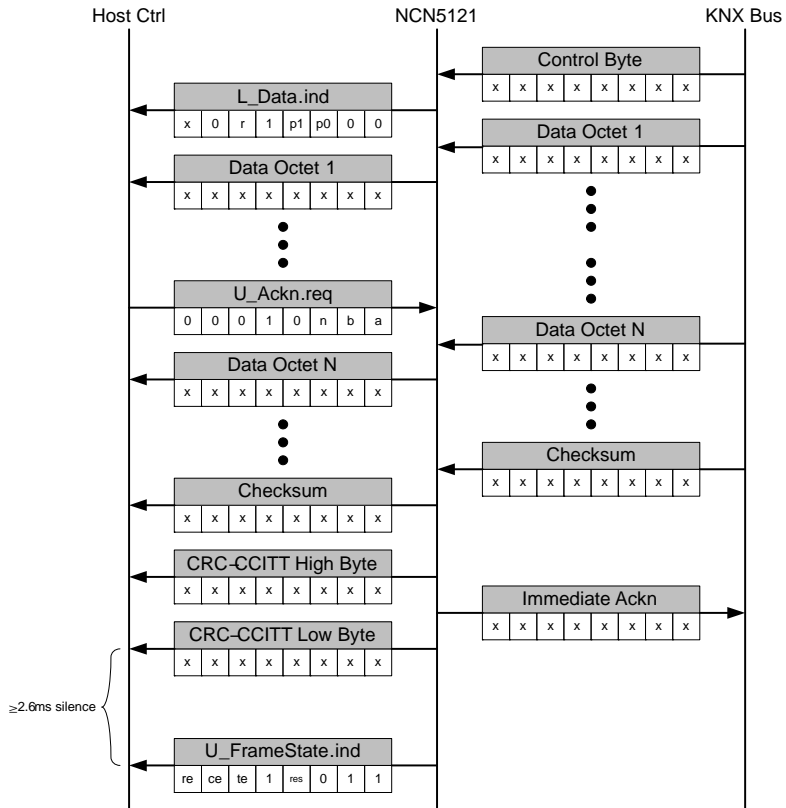 Host Ctrl NCN5121 KNX Bus
Control Byte
x x x x x x x x
L_Data.ind
x 0 r 1 p1 p0 0 0
Data Octet 1
x x x x x x x x
Data Octet 1
x x x x x x x x
U_Ackn.req
0 0 0 1 0 n b a
Data Octet N
x x x x x x x x
Data Octet N
x x x x x x x x
Checksum
x x x x x x x x
Checksum
x x x x x x x x
CRC-CCITT High Byte
x x x x x x x x
Immediate Ackn
x x x x x x x x
CRC-CCITT Low Byte
x x x x x x x x
≥2.6ms silence
U_FrameState.ind
re ce te 1 res 0 1 1